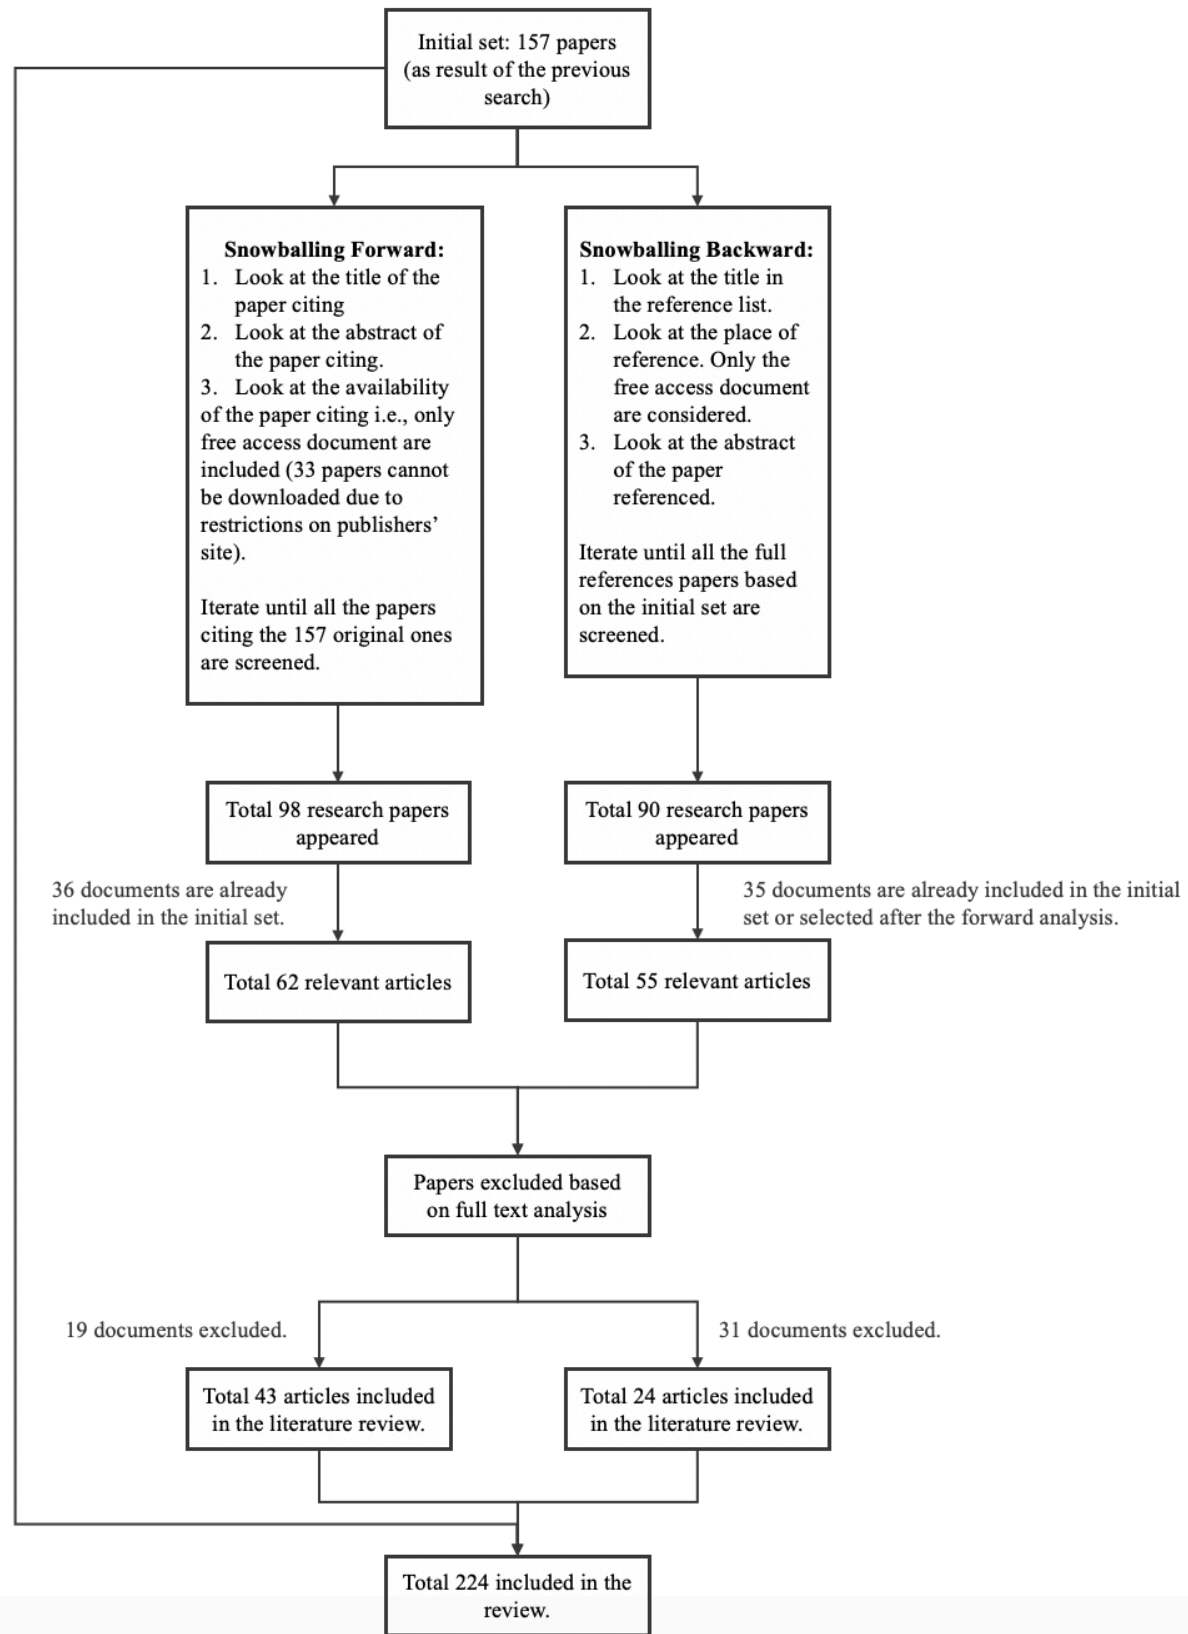 Initial set: 157 papers
(as result of the previous
search)
Snowballing Forward:
1. Look at the title of the
paper citing
2. Look at the abstract of
the paper citing.
3. Look at the availability
of the paper citing i.e., only
free access document are
included (33 papers cannot
be downloaded due to
restrictions on publishers’
site).
Iterate until all the papers
citing the 157 original ones
are screened.
Snowballing Backward:
1. Look at the title in
the reference list.
2. Look at the place of
reference. Only the
free access document
are considered.
3. Look at the abstract
of the paper
referenced.
Iterate until all the full
references papers based
on the initial set are
screened.
Total 98 research papers
appeared
Total 90 research papers
appeared
36 documents are already
included in the initial set.
35 documents are already included in the initial
set or selected after the forward analysis.
Total 62 relevant articles
Total 55 relevant articles
Papers excluded based
on full text analysis
19 documents excluded.
31 documents excluded.
Total 43 articles included
in the literature review.
Total 24 articles included
in the literature review.
Total 224 included in the
review.